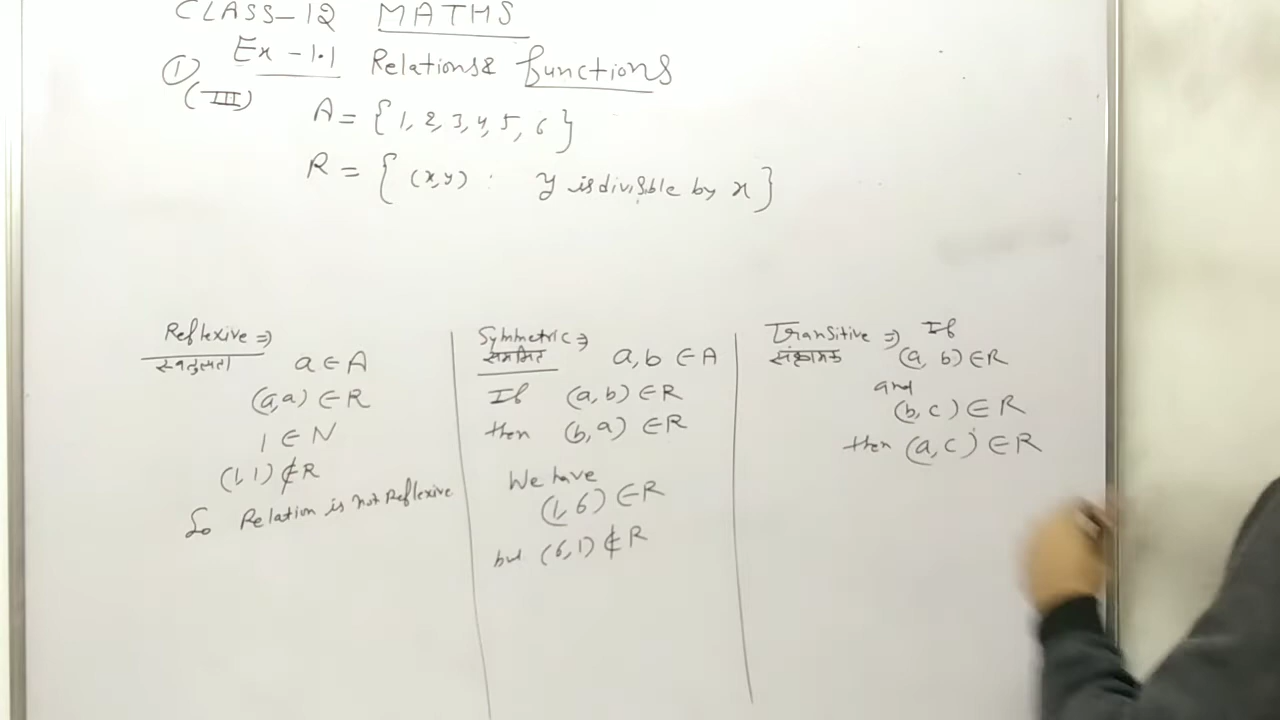 CLASS-12 MATHS
Ex-1.1 Relations & functions
① (III)
A = {1, 2, 3, 4, 5, 6}
R = {(x,y) : y is divisible by x}
Reflexive ⇒
स्वतुल्यता
a ∈ A
(a,a) ∈ R
1 ∈ N
(1,1) ∉ R
So Relation is not Reflexive
Symmetric ⇒
सममित
a, b ∈ A
If (a, b) ∈ R
then (b, a) ∈ R
We have
(1, 6) ∈ R
but (6, 1) ∉ R
Transitive ⇒ If
संक्रामक
(a, b) ∈ R
and
(b, c) ∈ R
then (a, c) ∈ R